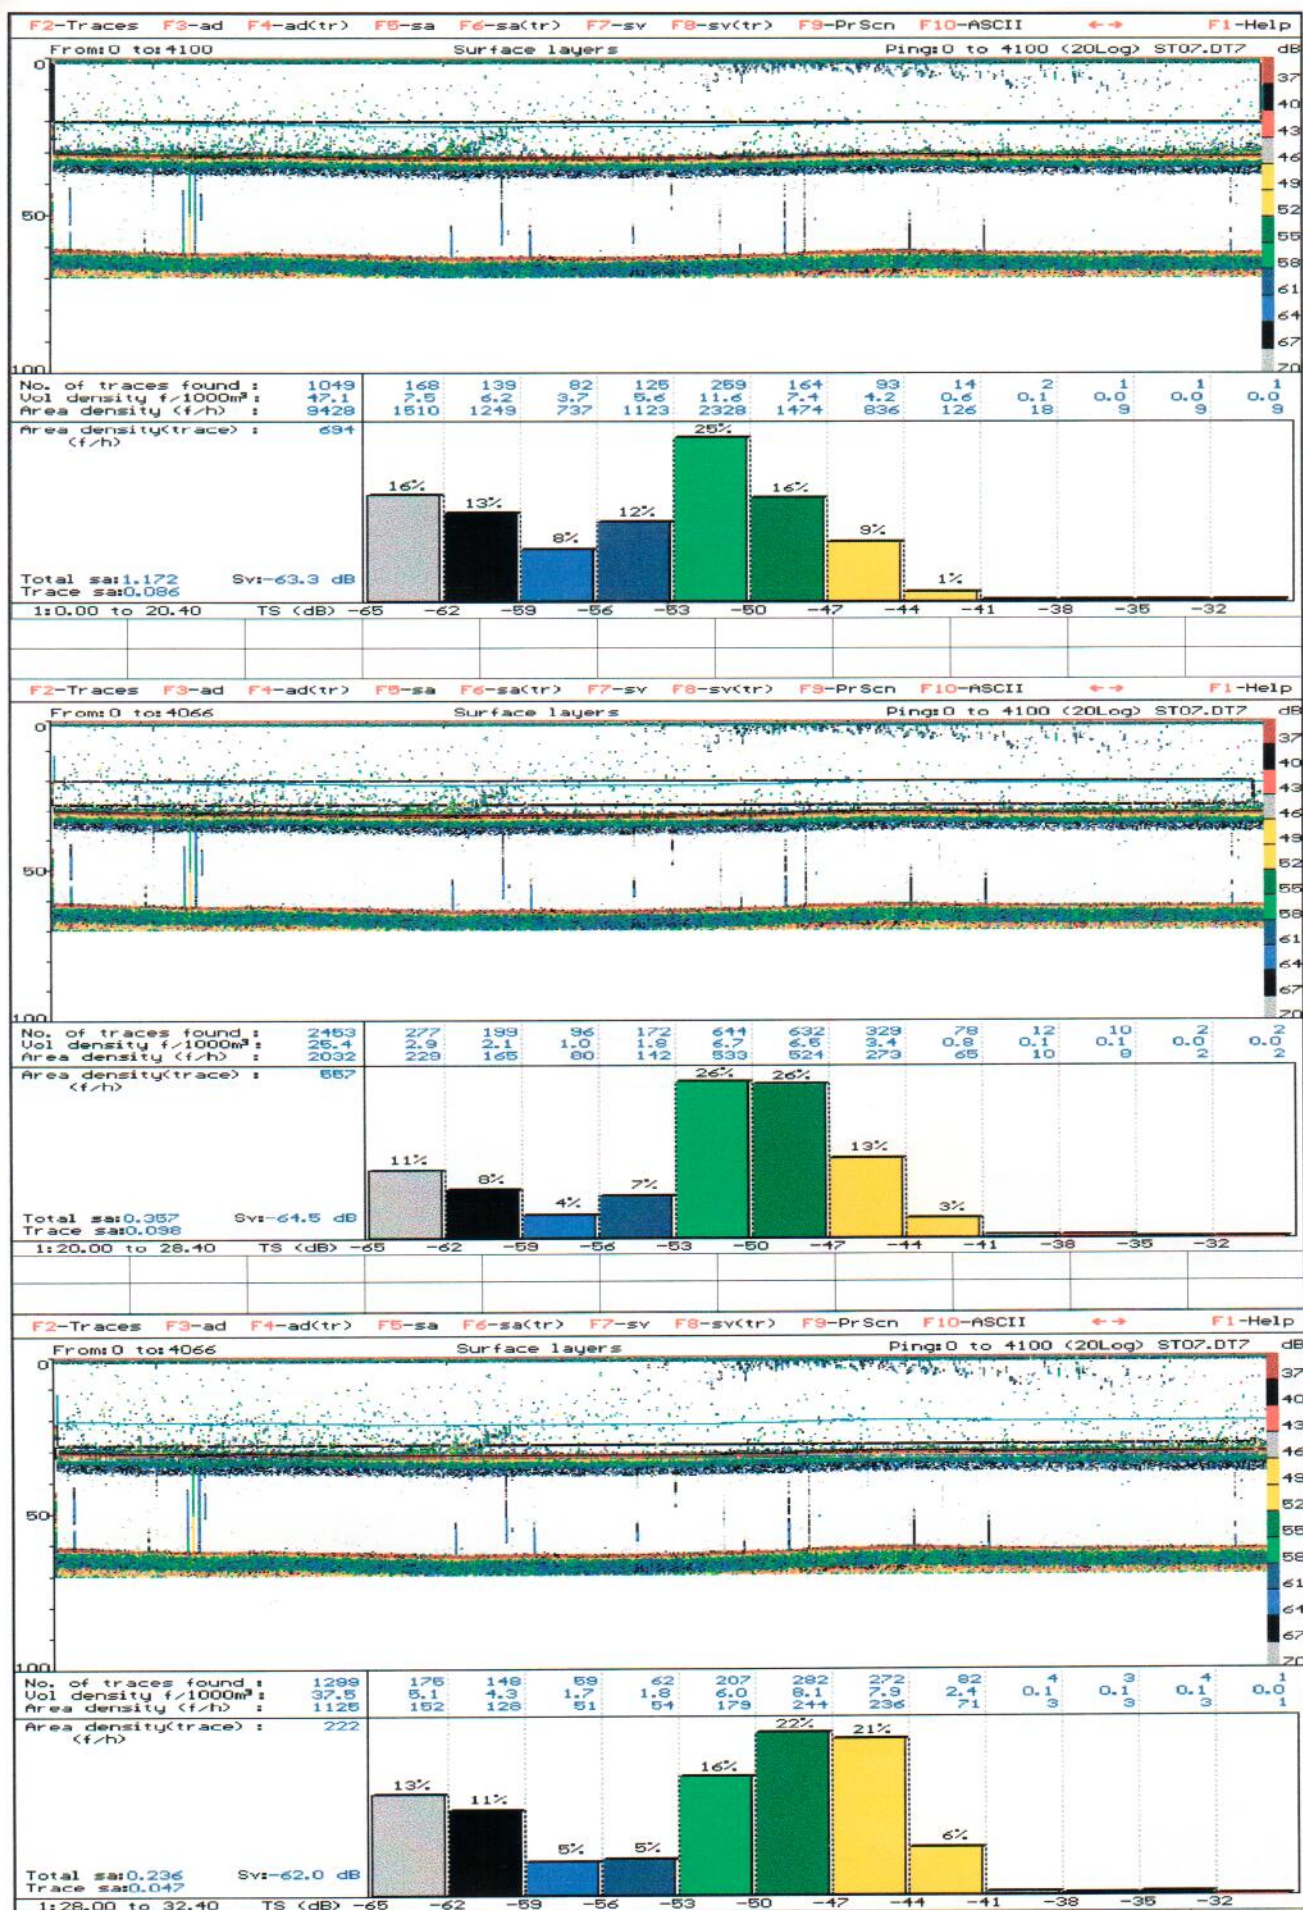 F2-Traces F3-ad F4-ad(tr) F5-sa F6-sa(tr) F7-sv F8-sv(tr) F9-PrScn F10-ASCII ←→ F1-Help
From:0 to:4100 Surface layers Ping:0 to 4100 (20Log) ST07.DT7 dB
0
37
40
43
46
49
50
52
55
58
61
64
67
100 70
No. of traces found : 1049 168 139 82 125 259 164 93 14 2 1 1 1
Vol density f/1000m³: 47.1 7.5 6.2 3.7 5.6 11.6 7.4 4.2 0.6 0.1 0.0 0.0 0.0
Area density (f/h) : 9428 1510 1249 737 1123 2328 1474 836 126 18 9 9 9
Area density(trace) : 694
(f/h)
16% 13% 8% 12% 25% 16% 9% 1%
Total sa:1.172 Sv:-63.3 dB
Trace sa:0.086
1:0.00 to 20.40 TS (dB) -65 -62 -59 -56 -53 -50 -47 -44 -41 -38 -35 -32
F2-Traces F3-ad F4-ad(tr) F5-sa F6-sa(tr) F7-sv F8-sv(tr) F9-PrScn F10-ASCII ←→ F1-Help
From:0 to:4066 Surface layers Ping:0 to 4100 (20Log) ST07.DT7 dB
0
37
40
43
46
49
50
52
55
58
61
64
67
100 70
No. of traces found : 2453 277 199 96 172 644 632 329 78 12 10 2 2
Vol density f/1000m³: 25.4 2.9 2.1 1.0 1.8 6.7 6.5 3.4 0.8 0.1 0.1 0.0 0.0
Area density (f/h) : 2032 229 165 80 142 533 524 273 65 10 8 2 2
Area density(trace) : 557
(f/h)
11% 8% 4% 7% 26% 26% 13% 3%
Total sa:0.357 Sv:-64.5 dB
Trace sa:0.098
1:20.00 to 28.40 TS (dB) -65 -62 -59 -56 -53 -50 -47 -44 -41 -38 -35 -32
F2-Traces F3-ad F4-ad(tr) F5-sa F6-sa(tr) F7-sv F8-sv(tr) F9-PrScn F10-ASCII ←→ F1-Help
From:0 to:4066 Surface layers Ping:0 to 4100 (20Log) ST07.DT7 dB
0
37
40
43
46
49
50
52
55
58
61
64
67
100 70
No. of traces found : 1299 175 148 59 62 207 282 272 82 4 3 4 1
Vol density f/1000m³: 37.5 5.1 4.3 1.7 1.8 6.0 8.1 7.9 2.4 0.1 0.1 0.1 0.0
Area density (f/h) : 1125 152 128 51 54 179 244 236 71 3 3 3 1
Area density(trace) : 222
(f/h)
13% 11% 5% 5% 16% 22% 21% 6%
Total sa:0.236 Sv:-62.0 dB
Trace sa:0.047
1:28.00 to 32.40 TS (dB) -65 -62 -59 -56 -53 -50 -47 -44 -41 -38 -35 -32